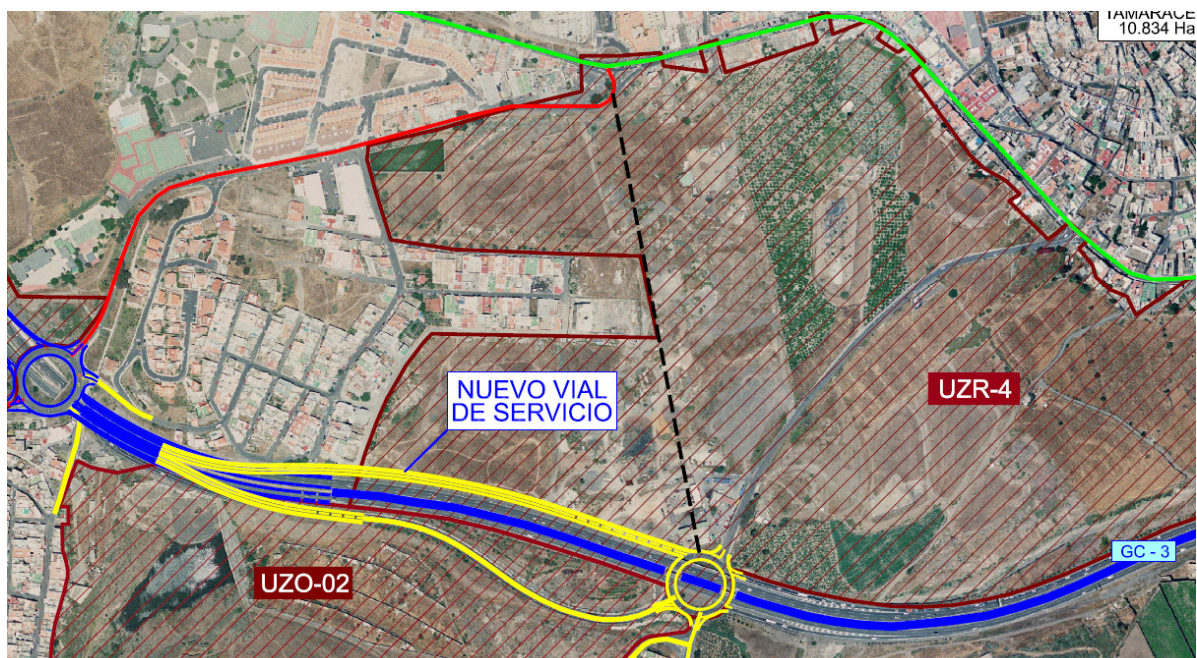 TAMARACE
10.834 Ha
NUEVO VIAL
DE SERVICIO
UZR-4
GC - 3
UZO-02